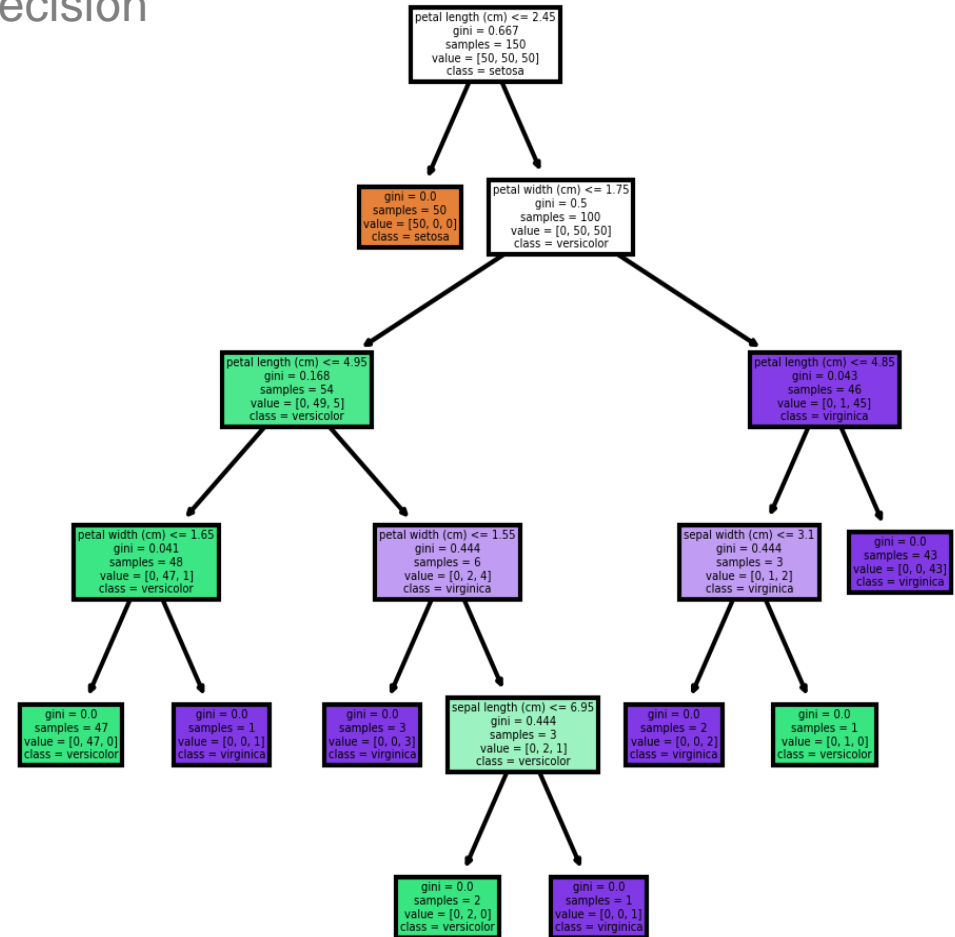 ecision
petal length (cm) <= 2.45
gini = 0.667
samples = 150
value = [50, 50, 50]
class = setosa
gini = 0.0
samples = 50
value = [50, 0, 0]
class = setosa
petal width (cm) <= 1.75
gini = 0.5
samples = 100
value = [0, 50, 50]
class = versicolor
petal length (cm) <= 4.95
gini = 0.168
samples = 54
value = [0, 49, 5]
class = versicolor
petal length (cm) <= 4.85
gini = 0.043
samples = 46
value = [0, 1, 45]
class = virginica
petal width (cm) <= 1.65
gini = 0.041
samples = 48
value = [0, 47, 1]
class = versicolor
petal width (cm) <= 1.55
gini = 0.444
samples = 6
value = [0, 2, 4]
class = virginica
sepal width (cm) <= 3.1
gini = 0.444
samples = 3
value = [0, 1, 2]
class = virginica
gini = 0.0
samples = 43
value = [0, 0, 43]
class = virginica
gini = 0.0
samples = 47
value = [0, 47, 0]
class = versicolor
gini = 0.0
samples = 1
value = [0, 0, 1]
class = virginica
gini = 0.0
samples = 3
value = [0, 0, 3]
class = virginica
sepal length (cm) <= 6.95
gini = 0.444
samples = 3
value = [0, 2, 1]
class = versicolor
gini = 0.0
samples = 2
value = [0, 0, 2]
class = virginica
gini = 0.0
samples = 1
value = [0, 1, 0]
class = versicolor
gini = 0.0
samples = 2
value = [0, 2, 0]
class = versicolor
gini = 0.0
samples = 1
value = [0, 0, 1]
class = virginica